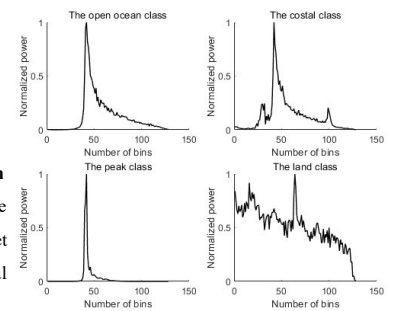 The open ocean class
The costal class
Normalized power
1
0.5
0
0 50 100 150
Number of bins
Normalized power
1
0.5
0
0 50 100 150
Number of bins
The peak class
The land class
Normalized power
1
0.5
0
0 50 100 150
Number of bins
Normalized power
1
0.5
0
0 50 100 150
Number of bins